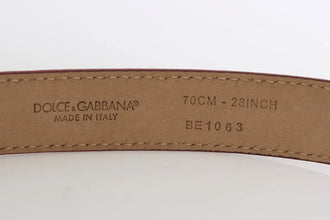 DOLCE & GABBANA®
MADE IN ITALY
70CM - 28INCH
BE1063